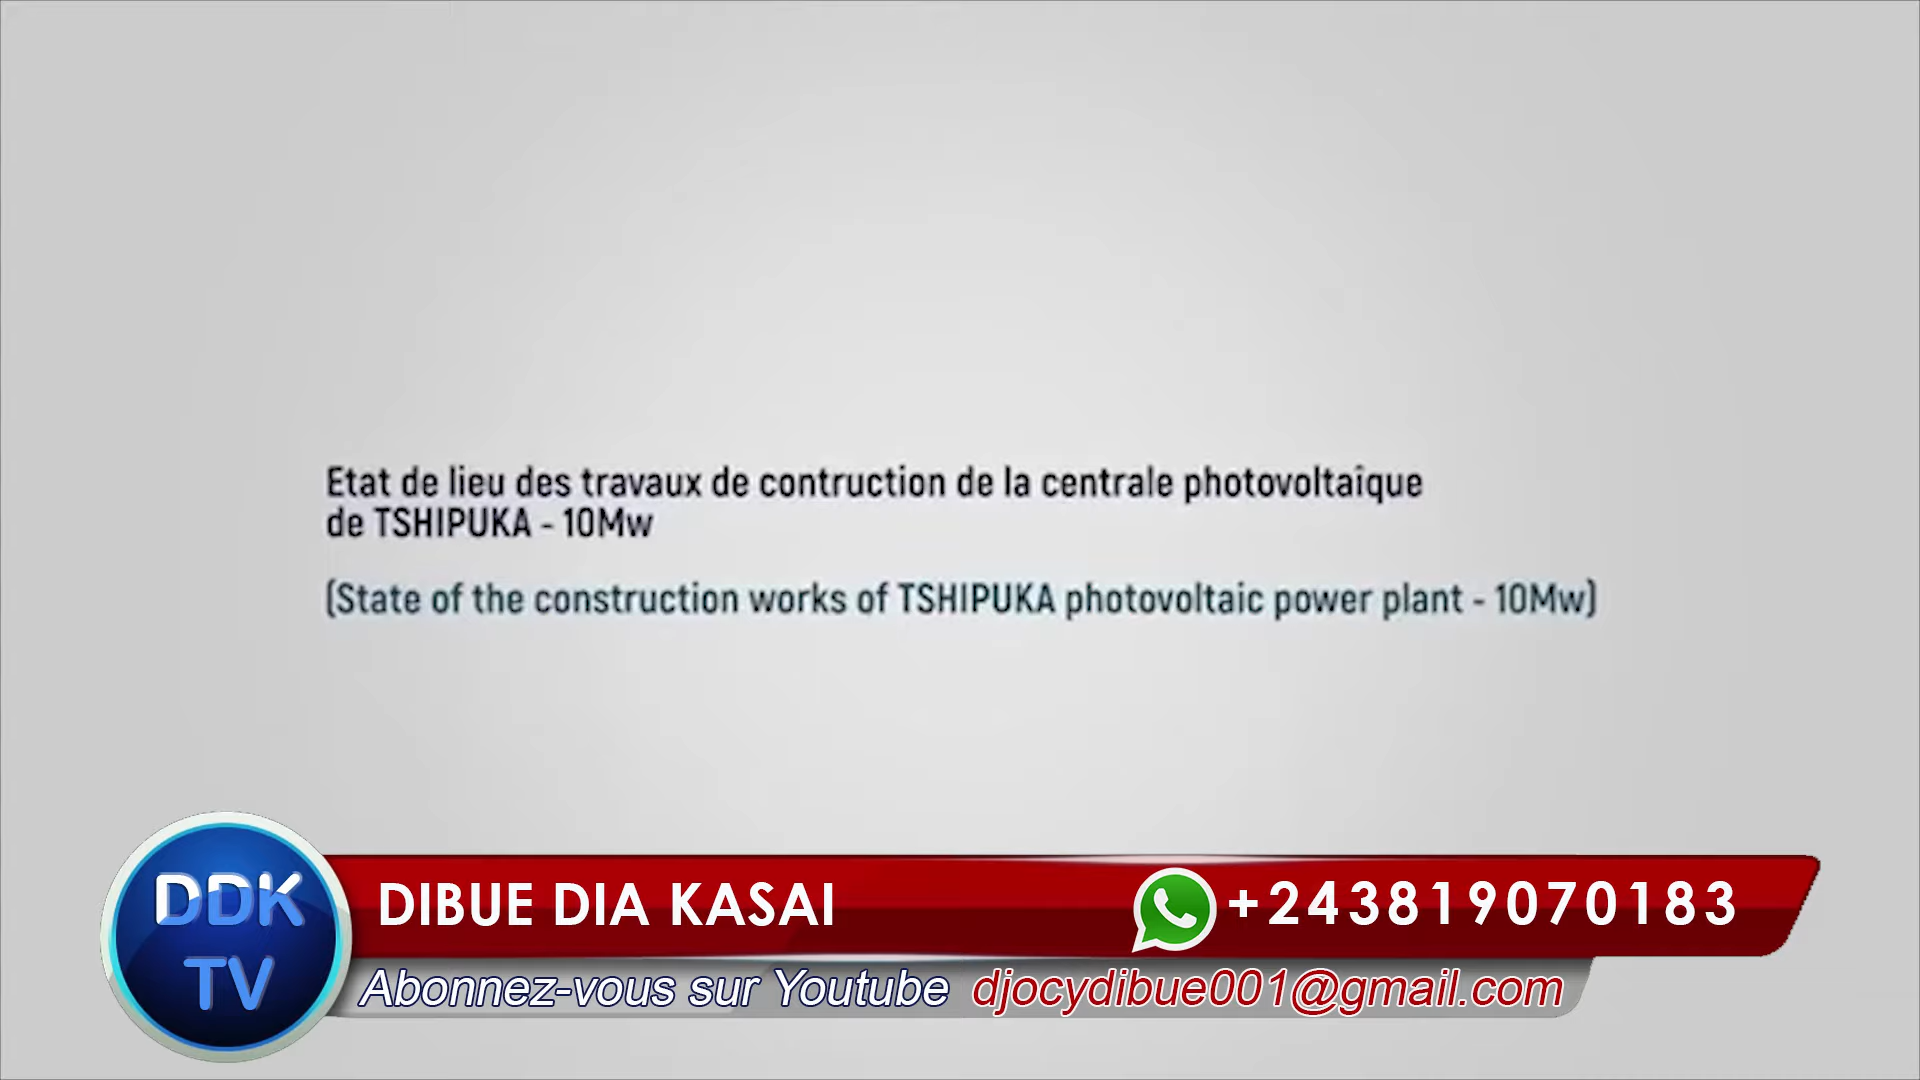 Etat de lieu des travaux de contruction de la centrale photovoltaïque
de TSHIPUKA - 10Mw
(State of the construction works of TSHIPUKA photovoltaic power plant - 10Mw)
DDK
TV
DIBUE DIA KASAI
+243819070183
Abonnez-vous sur Youtube djocydibue001@gmail.com